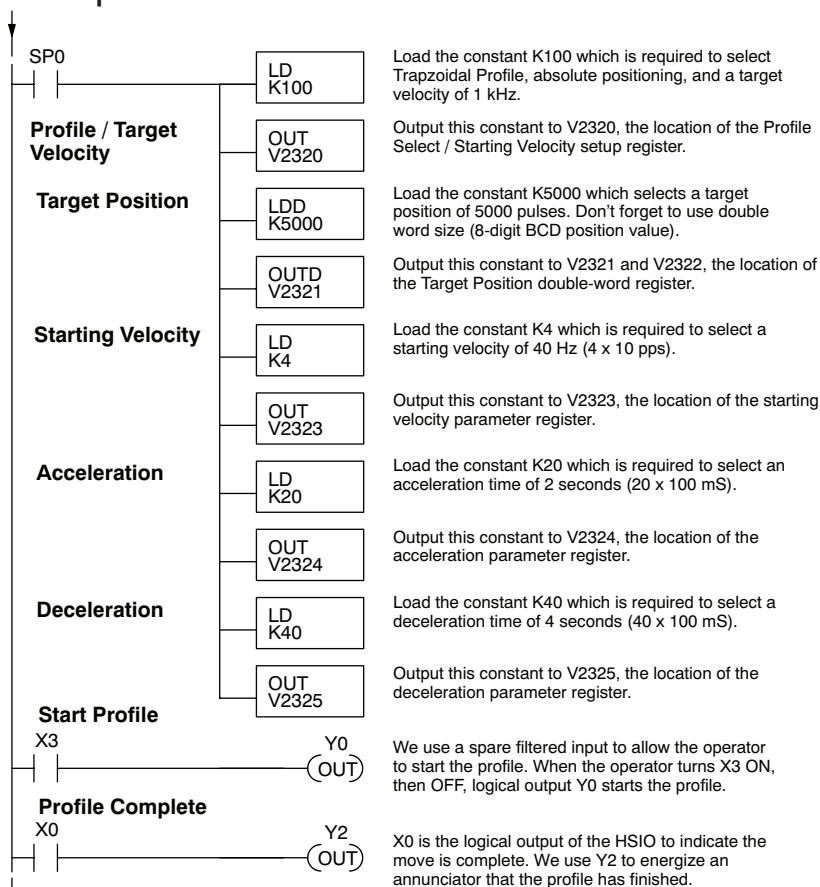 SP0
LD
K100
Load the constant K100 which is required to select
Trapzoidal Profile, absolute positioning, and a target
velocity of 1 kHz.
Profile / Target
Velocity
OUT
V2320
Output this constant to V2320, the location of the Profile
Select / Starting Velocity setup register.
Target Position
LDD
K5000
Load the constant K5000 which selects a target
position of 5000 pulses. Don't forget to use double
word size (8-digit BCD position value).
OUTD
V2321
Output this constant to V2321 and V2322, the location of
the Target Position double-word register.
Starting Velocity
LD
K4
Load the constant K4 which is required to select a
starting velocity of 40 Hz (4 x 10 pps).
OUT
V2323
Output this constant to V2323, the location of the starting
velocity parameter register.
Acceleration
LD
K20
Load the constant K20 which is required to select an
acceleration time of 2 seconds (20 x 100 mS).
OUT
V2324
Output this constant to V2324, the location of the
acceleration parameter register.
Deceleration
LD
K40
Load the constant K40 which is required to select a
deceleration time of 4 seconds (40 x 100 mS).
OUT
V2325
Output this constant to V2325, the location of the
deceleration parameter register.
Start Profile
X3
Y0
OUT
We use a spare filtered input to allow the operator
to start the profile. When the operator turns X3 ON,
then OFF, logical output Y0 starts the profile.
Profile Complete
X0
Y2
OUT
X0 is the logical output of the HSIO to indicate the
move is complete. We use Y2 to energize an
annunciator that the profile has finished.